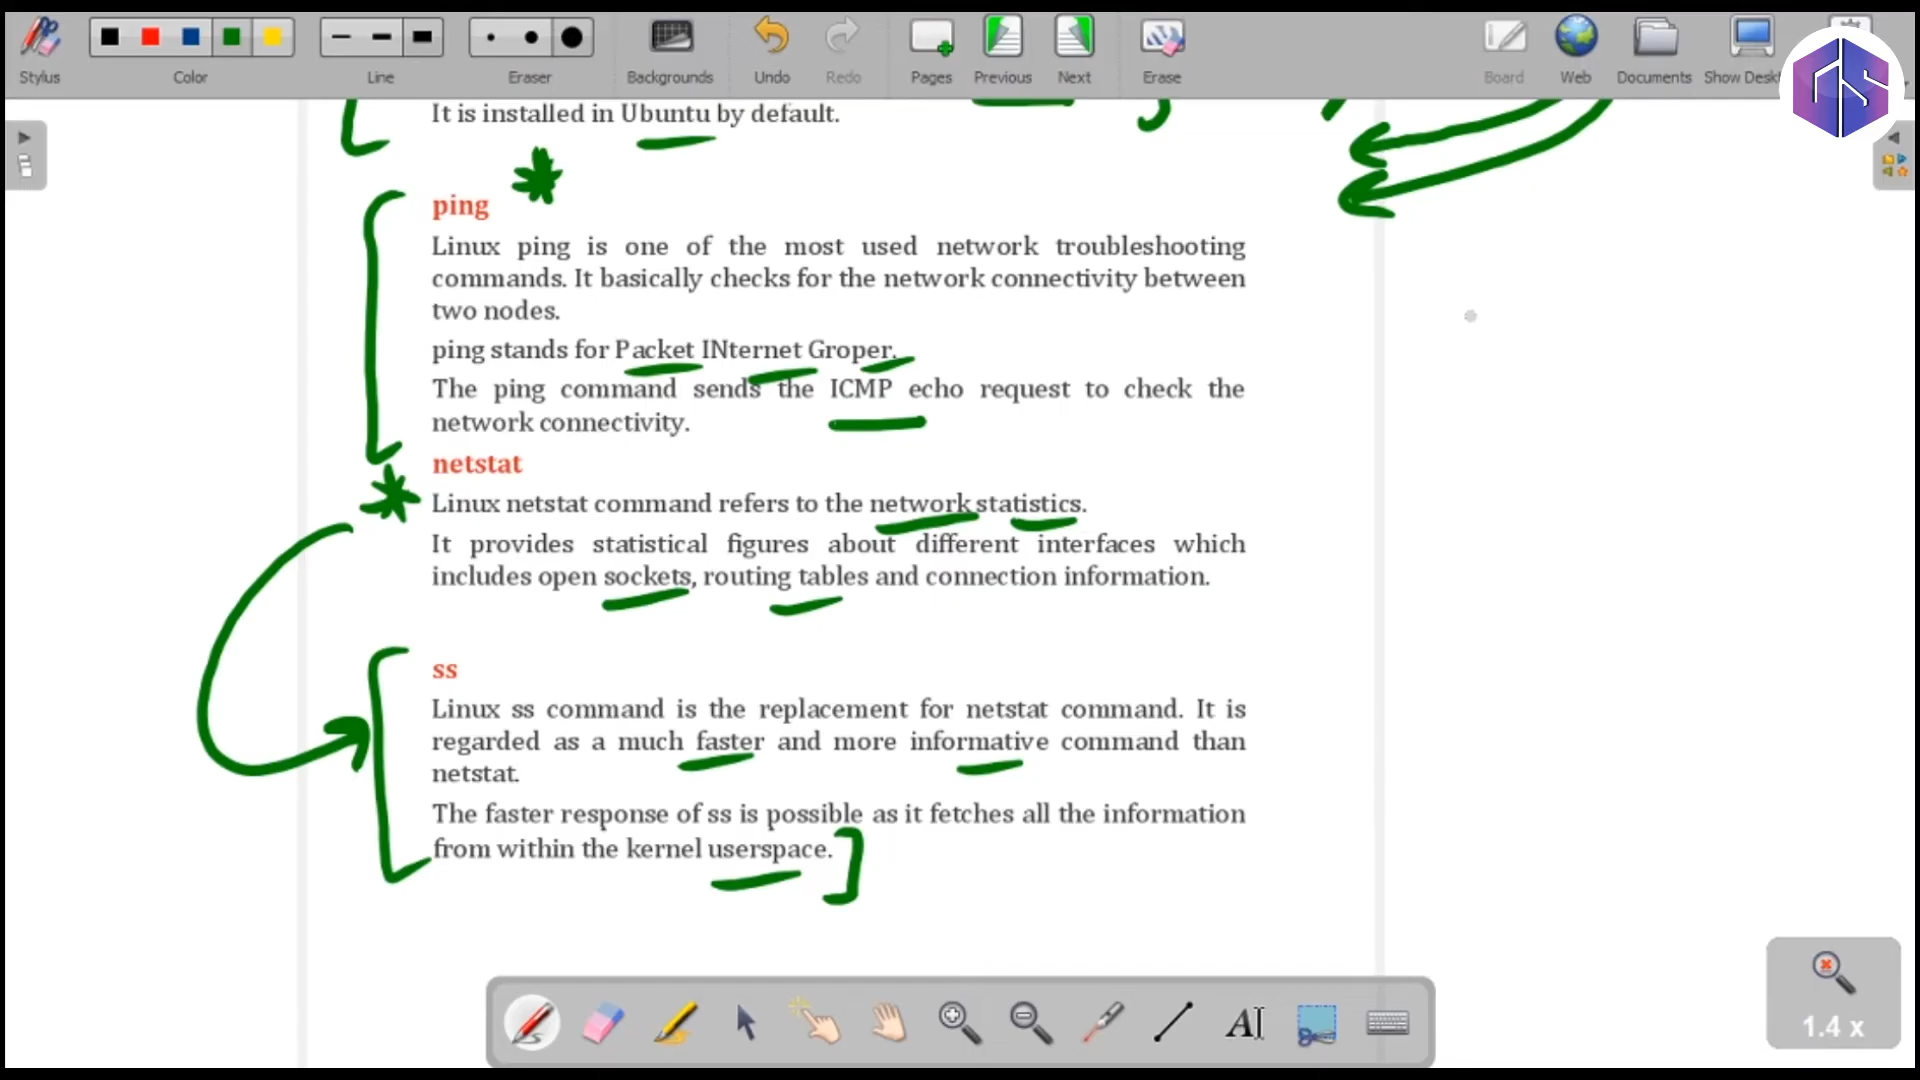 Stylus
Color
Line
Eraser
Backgrounds
Undo
Redo
Pages
Previous
Next
Erase
Board
Web
Documents
Show Deskt
It is installed in Ubuntu by default.
ping
Linux ping is one of the most used network troubleshooting
commands. It basically checks for the network connectivity between
two nodes.
ping stands for Packet INternet Groper.
The ping command sends the ICMP echo request to check the
network connectivity.
netstat
Linux netstat command refers to the network statistics.
It provides statistical figures about different interfaces which
includes open sockets, routing tables and connection information.
ss
Linux ss command is the replacement for netstat command. It is
regarded as a much faster and more informative command than
netstat.
The faster response of ss is possible as it fetches all the information
from within the kernel userspace.
AI
1.4 x